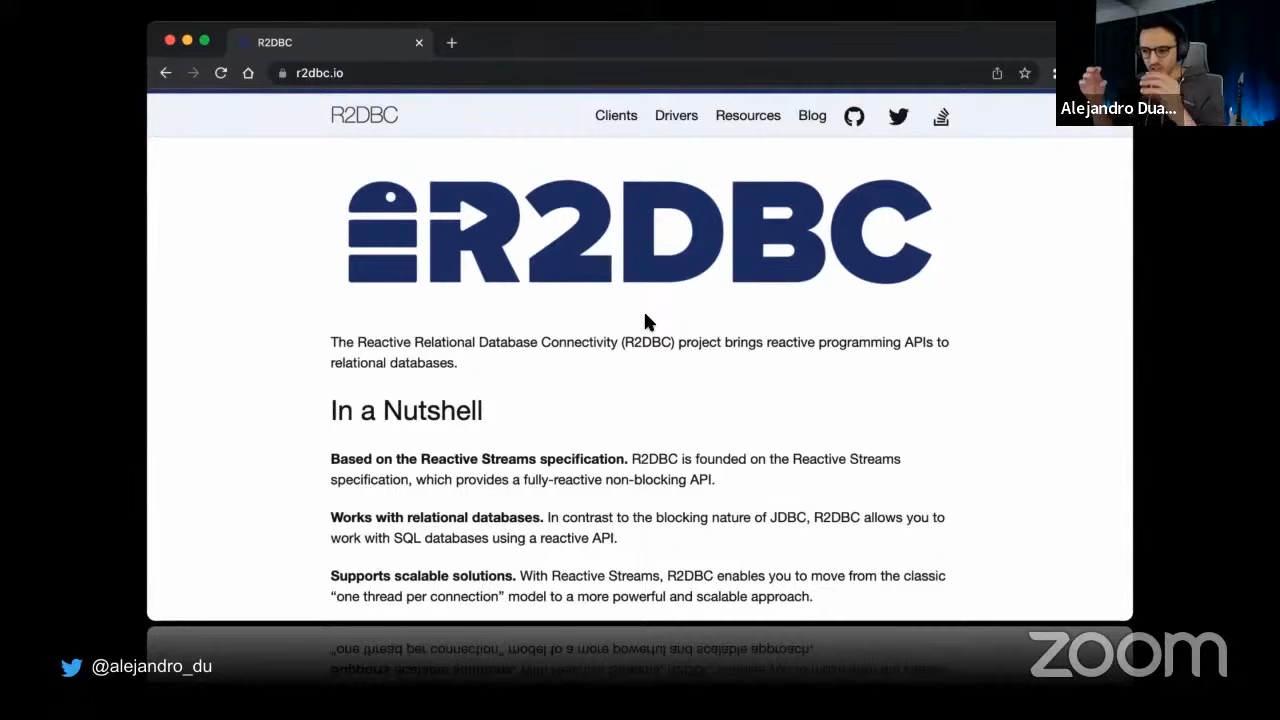 R2DBC
r2dbc.io
Alejandro Dua...
R2DBC
Clients
Drivers
Resources
Blog
R2DBC
The Reactive Relational Database Connectivity (R2DBC) project brings reactive programming APIs to
relational databases.
In a Nutshell
Based on the Reactive Streams specification. R2DBC is founded on the Reactive Streams
specification, which provides a fully-reactive non-blocking API.
Works with relational databases. In contrast to the blocking nature of JDBC, R2DBC allows you to
work with SQL databases using a reactive API.
Supports scalable solutions. With Reactive Streams, R2DBC enables you to move from the classic
“one thread per connection” model to a more powerful and scalable approach.
@alejandro_du
zoom